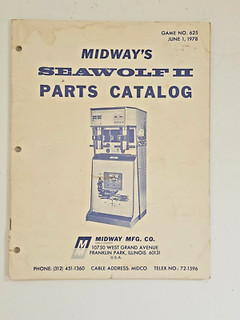 GAME NO. 625
JUNE 1, 1978
MIDWAY'S
SEAWOLF II
PARTS CATALOG
M
MIDWAY MFG. CO.
10750 WEST GRAND AVENUE
FRANKLIN PARK, ILLINOIS 60131
U.S.A.
PHONE: (312) 451-1360 CABLE ADDRESS: MIDCO TELEX NO.: 72-1596